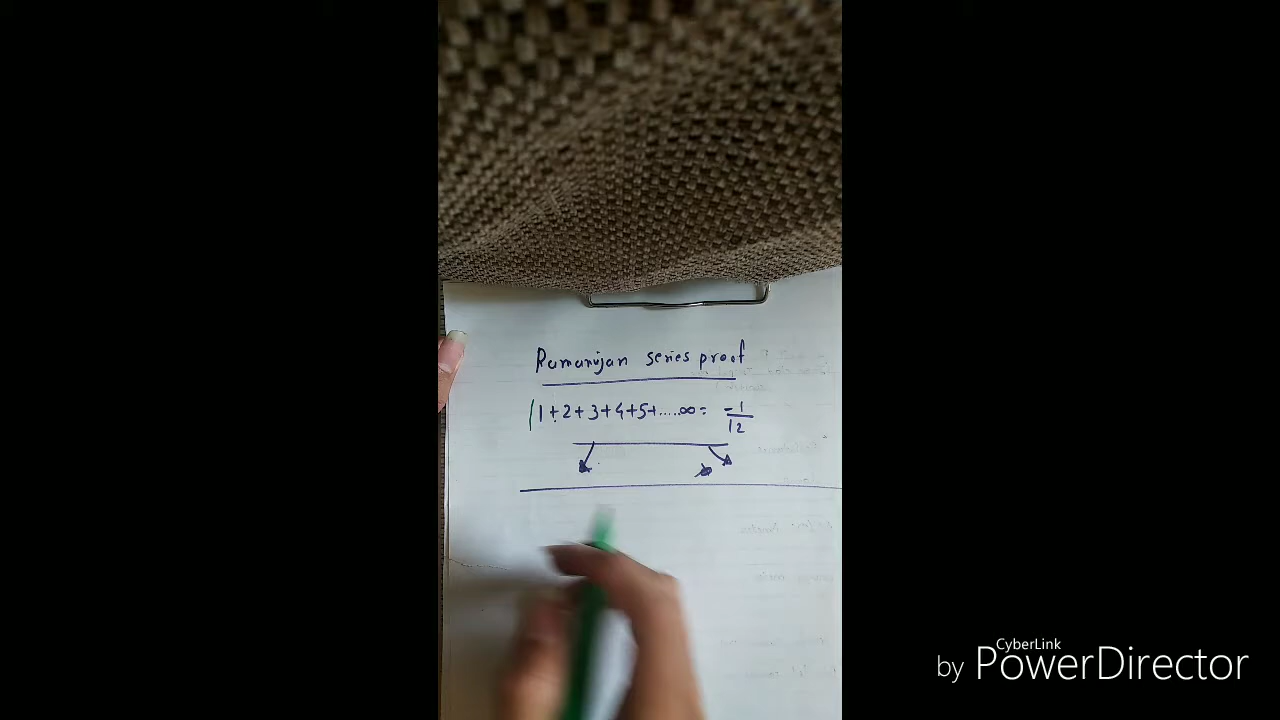 Ramanujan series proof
1+2+3+4+5+.....∞= -1/12
CyberLink
by PowerDirector